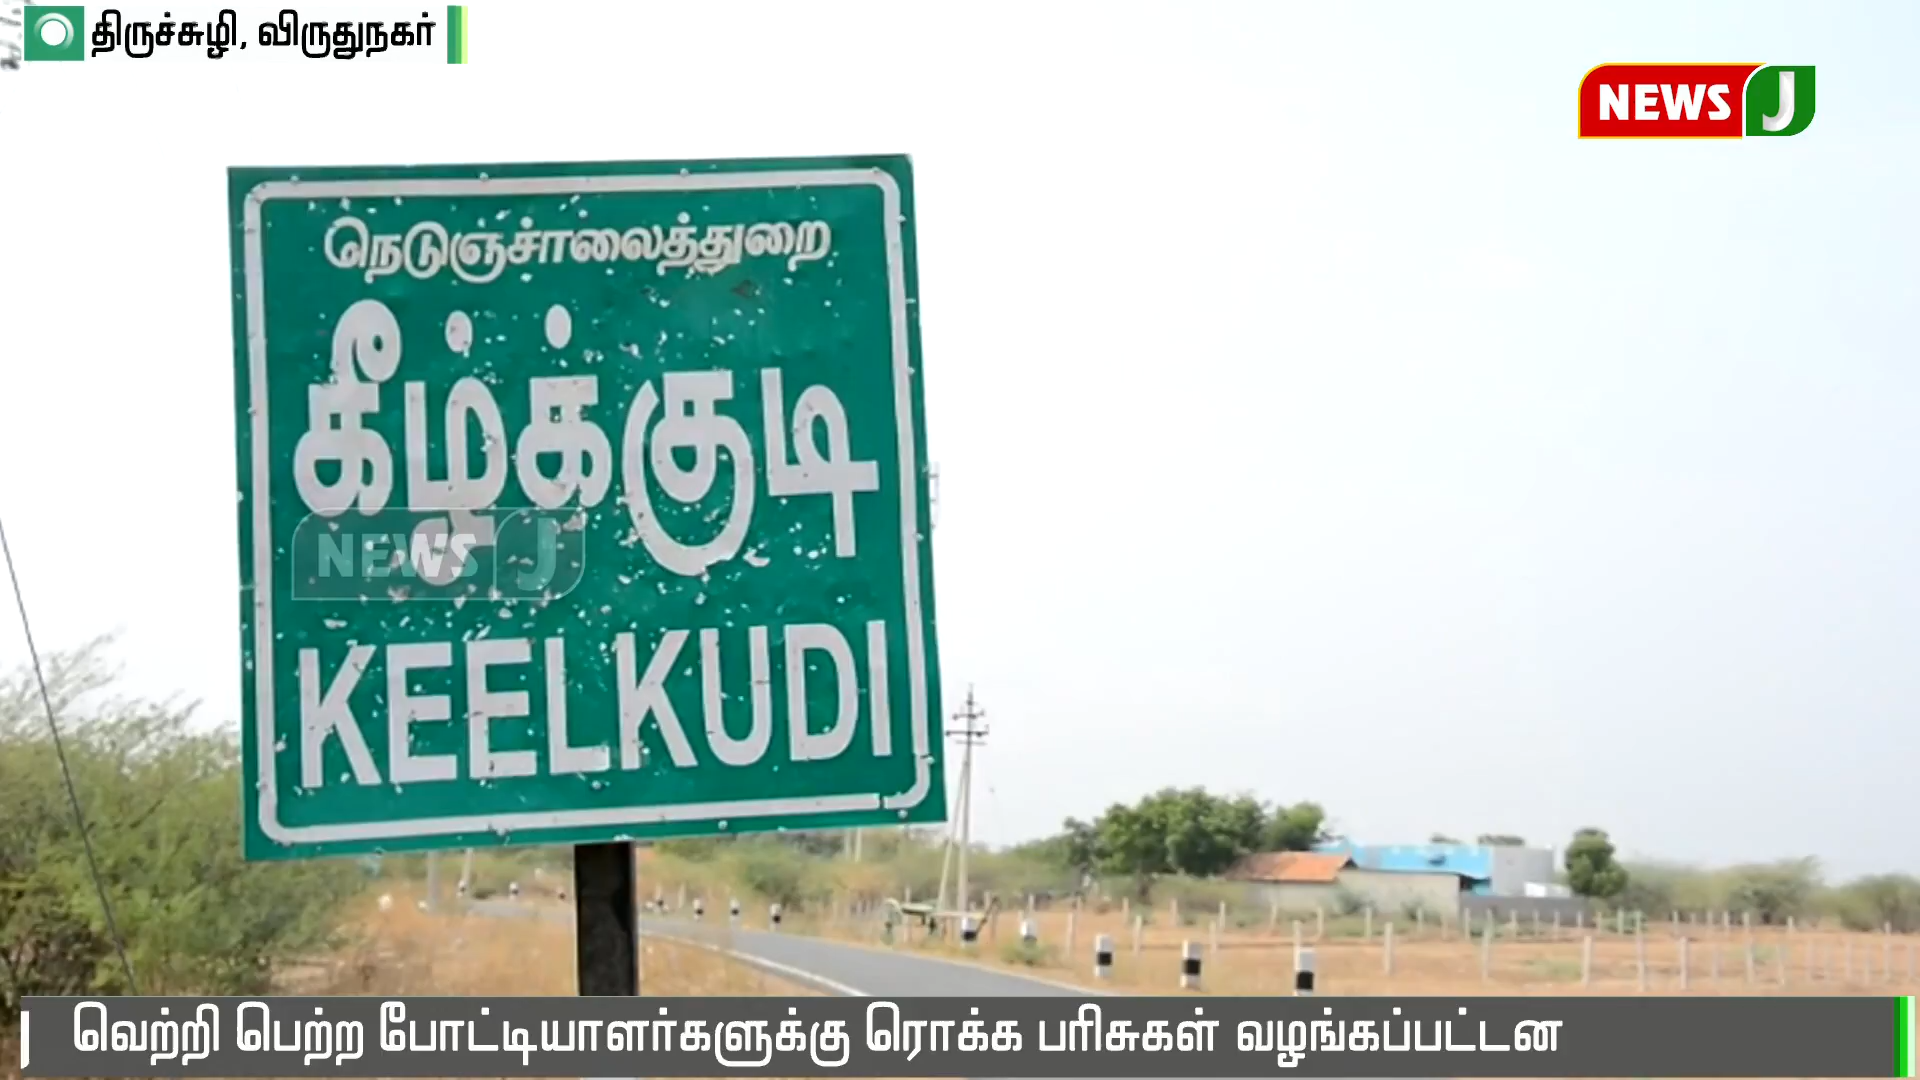 திருச்சுழி, விருதுநகர்
NEWS J
நெடுஞ்சாலைத்துறை
கீழ்க்குடி
NEWS J
KEELKUDI
வெற்றி பெற்ற போட்டியாளர்களுக்கு ரொக்க பரிசுகள் வழங்கப்பட்டன